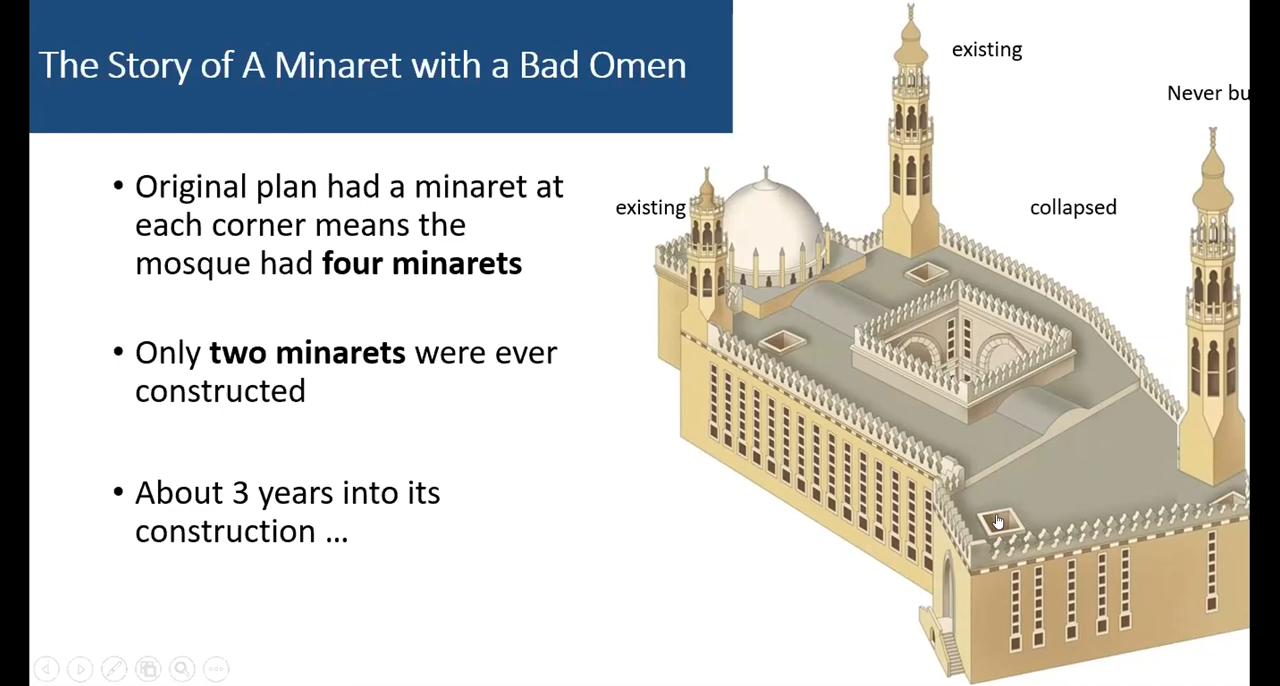 The Story of A Minaret with a Bad Omen
• Original plan had a minaret at
each corner means the
mosque had four minarets
• Only two minarets were ever
constructed
• About 3 years into its
construction ...
existing
Never bu
existing
collapsed